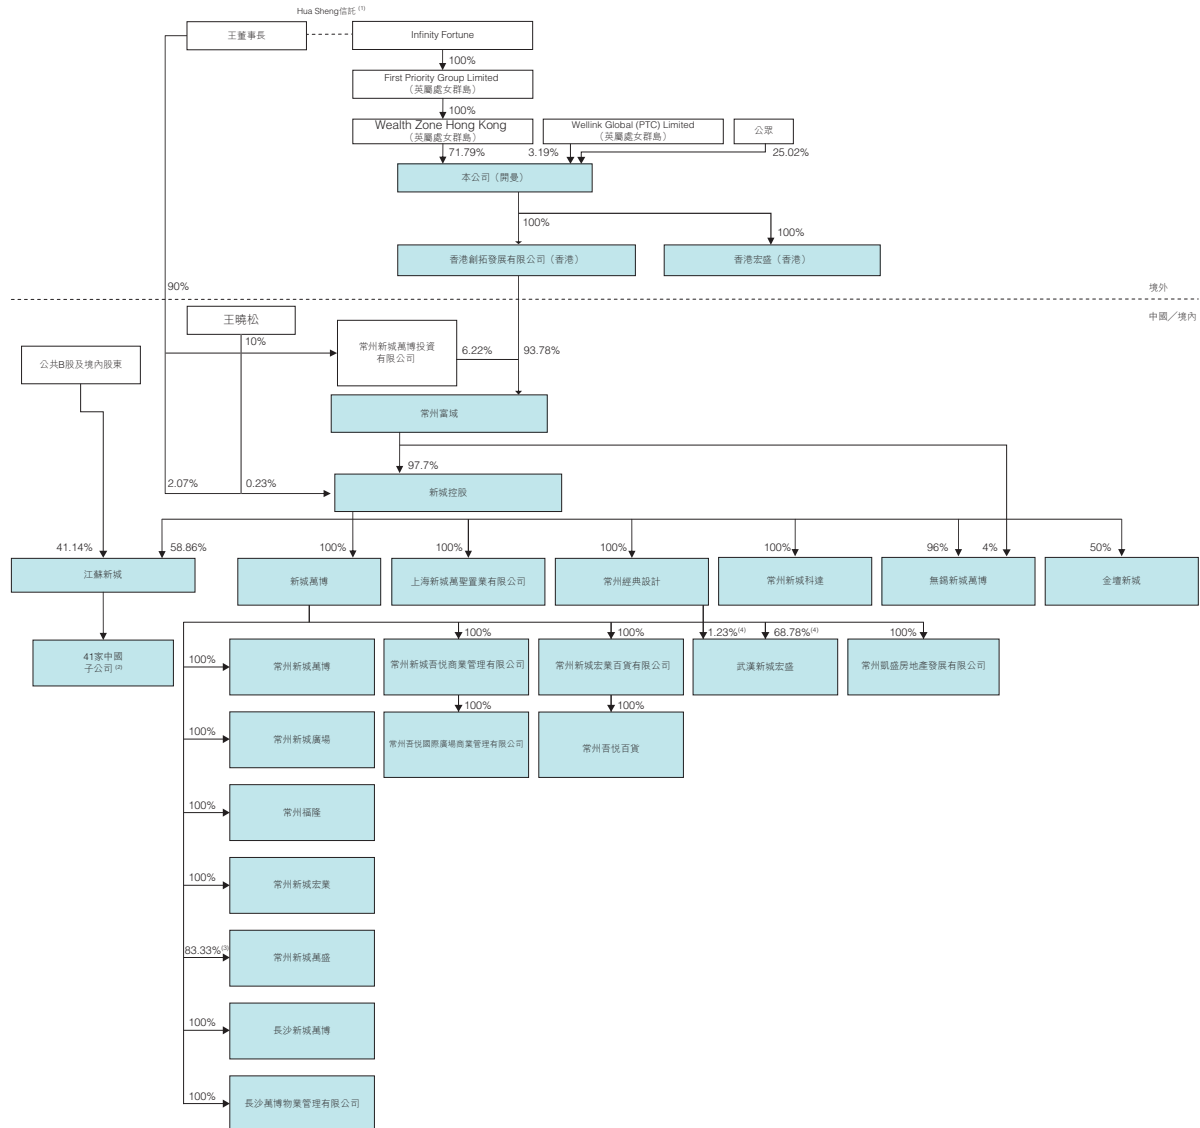 Hua Sheng信託 (1)
王董事長
Infinity Fortune
100%
First Priority Group Limited
（英屬處女群島）
100%
Wealth Zone Hong Kong
（英屬處女群島）
Wellink Global (PTC) Limited
（英屬處女群島）
公眾
71.79%
3.19%
25.02%
本公司（開曼）
100%
100%
香港創拓發展有限公司（香港）
香港宏盛（香港）
90%
境外
中國／境內
王曉松
10%
公共B股及境內股東
常州新城萬博投資
有限公司
6.22%
93.78%
常州富域
97.7%
2.07%
0.23%
新城控股
41.14%
58.86%
100%
100%
100%
100%
96%
4%
50%
江蘇新城
新城萬博
上海新城萬聖置業有限公司
常州經典設計
常州新城科達
無錫新城萬博
金壇新城
100%
100%
1.23%(4)
68.78%(4)
100%
41家中國
子公司 (2)
100%
常州新城萬博
常州新城吾悅商業管理有限公司
常州新城宏業百貨有限公司
武漢新城宏盛
常州凱盛房地產發展有限公司
100%
100%
100%
常州新城廣場
常州吾悅國際廣場商業管理有限公司
常州吾悅百貨
100%
常州福隆
100%
常州新城宏業
83.33%(3)
常州新城萬盛
100%
長沙新城萬博
100%
長沙萬博物業管理有限公司